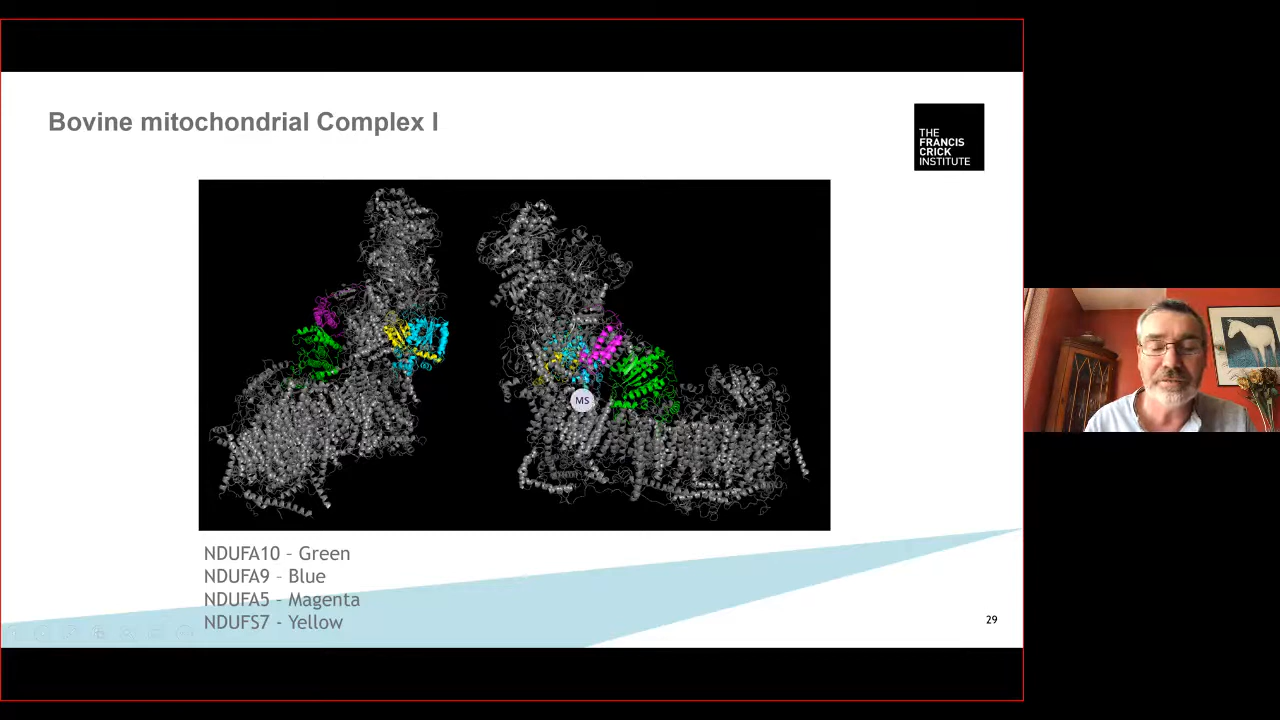 Bovine mitochondrial Complex I
THE
FRANCIS
CRICK
INSTITUTE
MS
NDUFA10 – Green
NDUFA9 – Blue
NDUFA5 – Magenta
NDUFS7 - Yellow
29